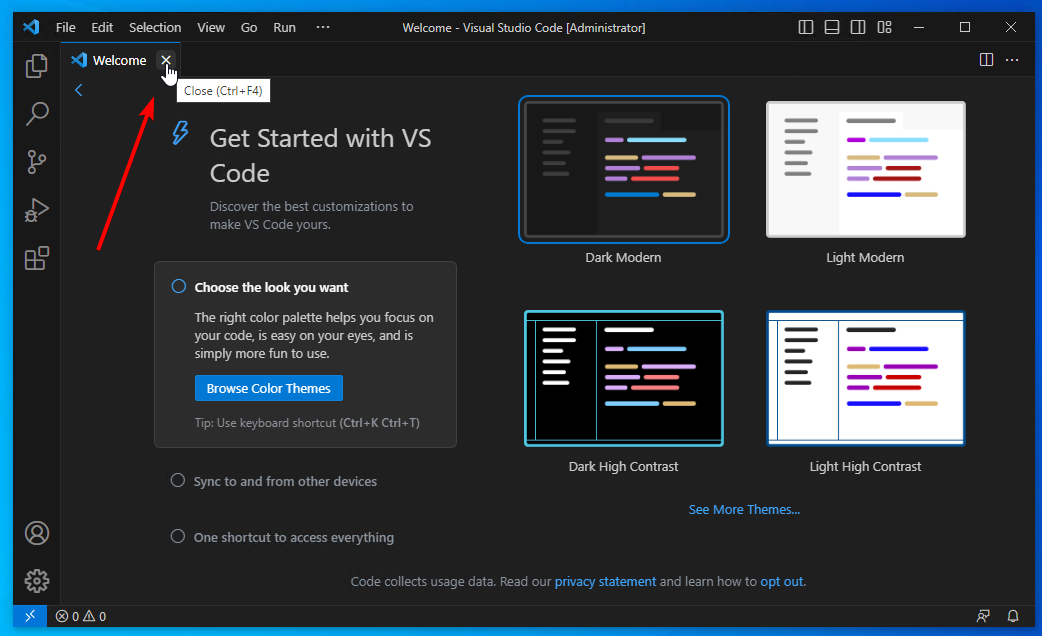 File Edit Selection View Go Run ··· Welcome - Visual Studio Code [Administrator]
Welcome
Close (Ctrl+F4)
Get Started with VS
Code
Discover the best customizations to
make VS Code yours.
Choose the look you want
The right color palette helps you focus on
your code, is easy on your eyes, and is
simply more fun to use.
Browse Color Themes
Tip: Use keyboard shortcut (Ctrl+K Ctrl+T)
Sync to and from other devices
One shortcut to access everything
Dark Modern
Light Modern
Dark High Contrast
Light High Contrast
See More Themes...
Code collects usage data. Read our privacy statement and learn how to opt out.
0 0